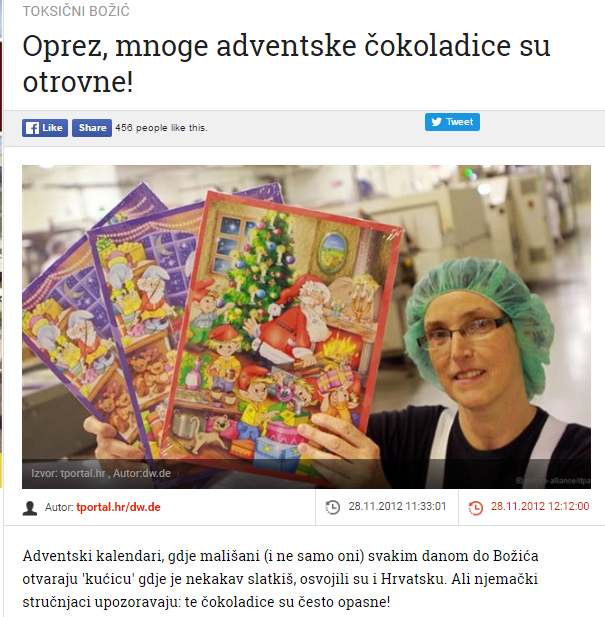 TOKSIČNI BOŽIĆ
Oprez, mnoge adventske čokoladice su
otrovne!
Like Share 456 people like this.
Tweet
Izvor: tportal.hr , Autor:dw.de
-alliance/dpa
Autor: tportal.hr/dw.de
28.11.2012 11:33:01
28.11.2012 12:12:00
Adventski kalendari, gdje mališani (i ne samo oni) svakim danom do Božića
otvaraju 'kućicu' gdje je nekakav slatkiš, osvojili su i Hrvatsku. Ali njemački
stručnjaci upozoravaju: te čokoladice su često opasne!